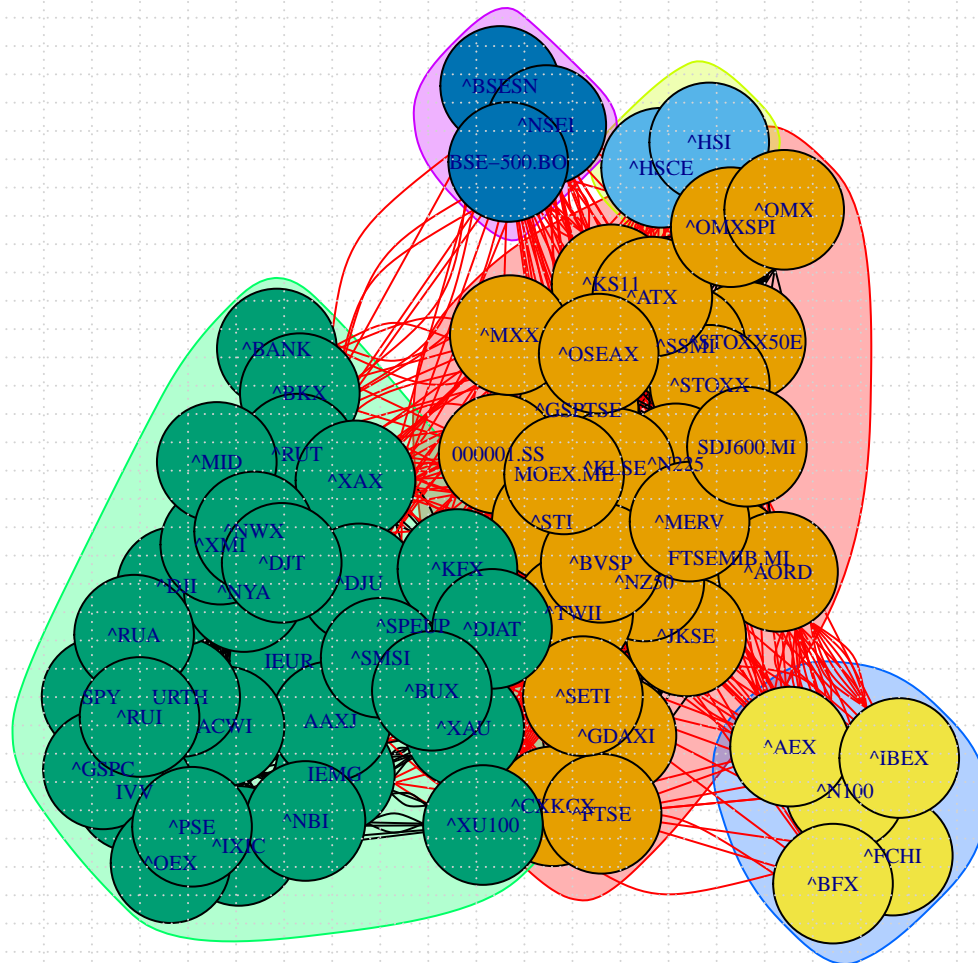 ^BSESN
^NSEI
BSE-500.BO
^HSI
^HSCE
^OMX
^OMXSPI
^KS11
^ATX
^MXX
^OSEAX
^SSMI
^STOXX50E
^STOXX
^GSPTSE
^BANK
^BKX
^RUT
^MID
^XAX
000001.SS
MOEX.ME
^KLSE
^N225
SDJ600.MI
^STI
^MERV
^NWX
^XMI
^DJT
^DJI
^NYA
^DJU
^KFX
^BVSP
^NZ50
FTSEMIB.MI
^AORD
^TWII
^JKSE
^RUA
^SPEUP
^DJAT
IEUR
^SMSI
^BUX
SPY
URTH
^RUI
ACWI
AAXJ
^XAU
^SETI
^GDAXI
^GSPC
IVV
IEMG
^PSE
^NBI
^XU100
^FTSE
^OEX
^IXIC
^AEX
^IBEX
^N100
^FCHI
^BFX